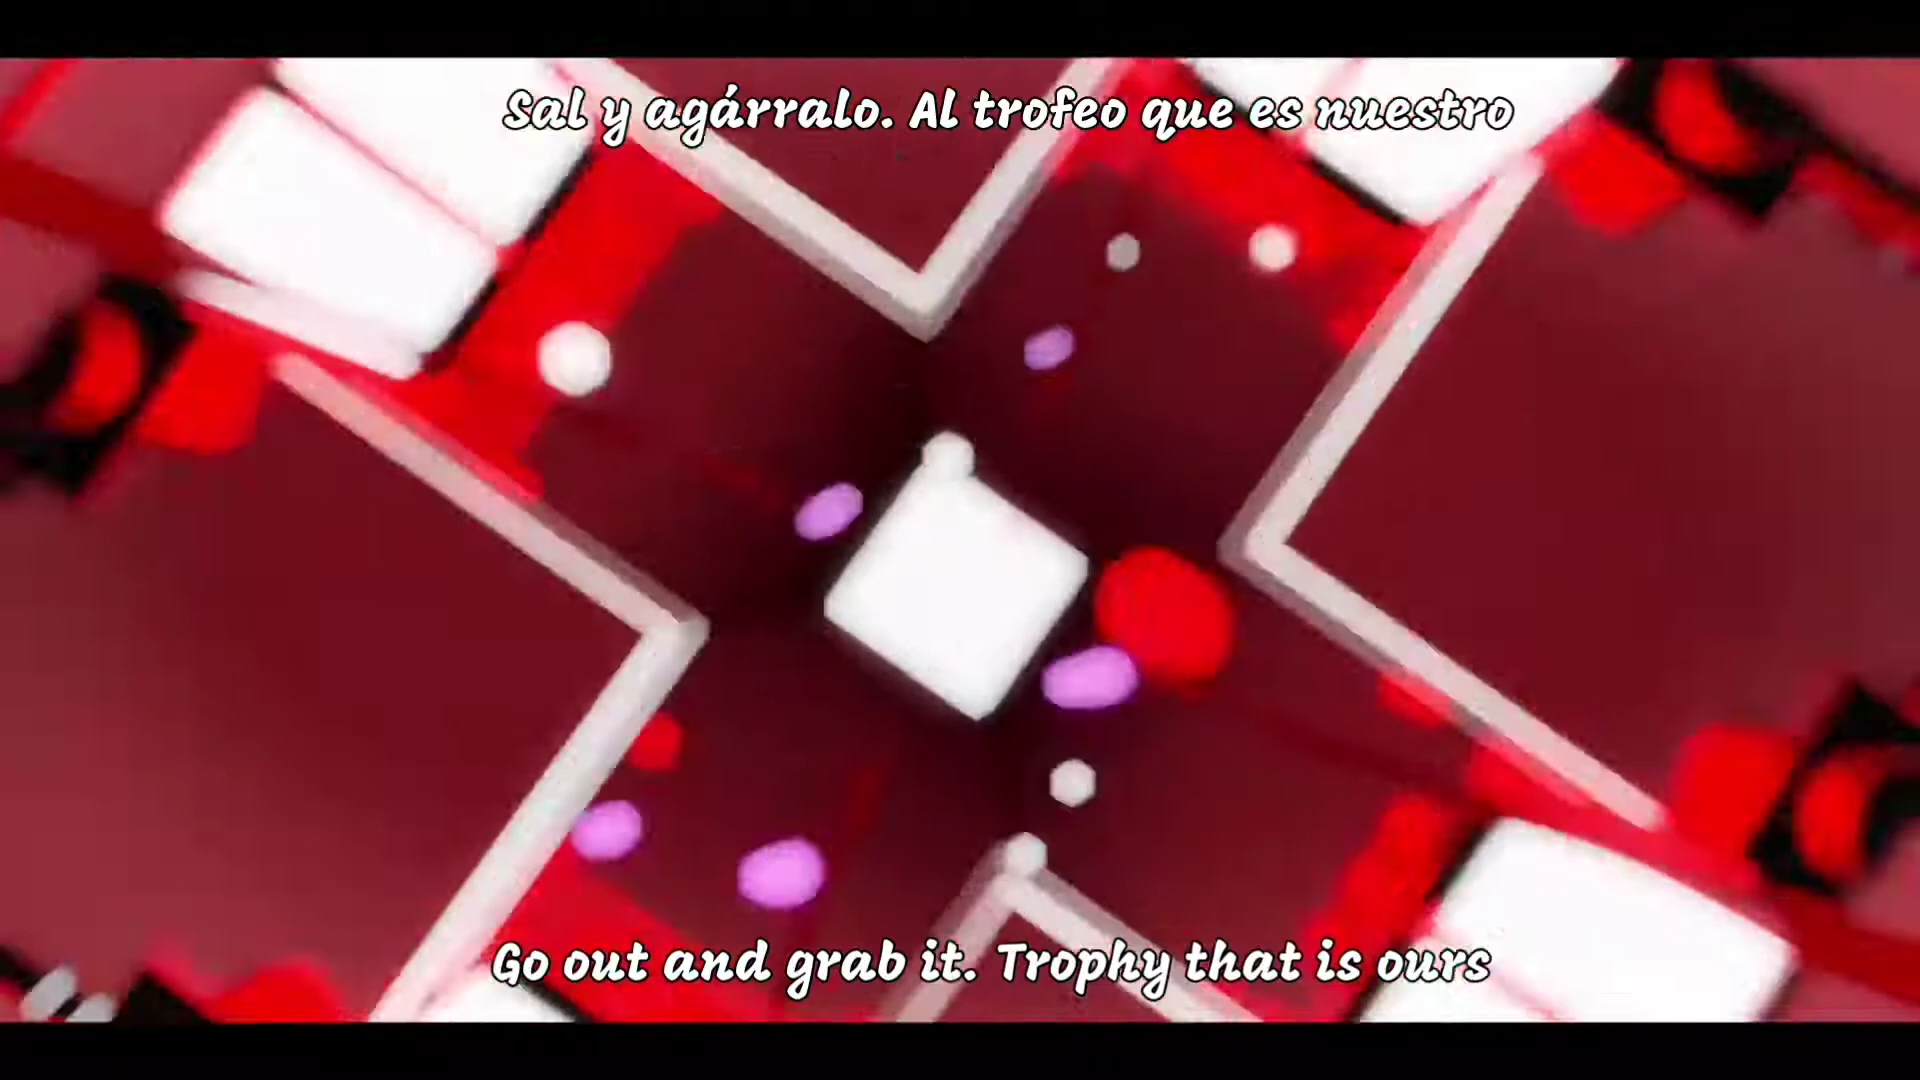 Sal y agárralo. Al trofeo que es nuestro
Go out and grab it. Trophy that is ours